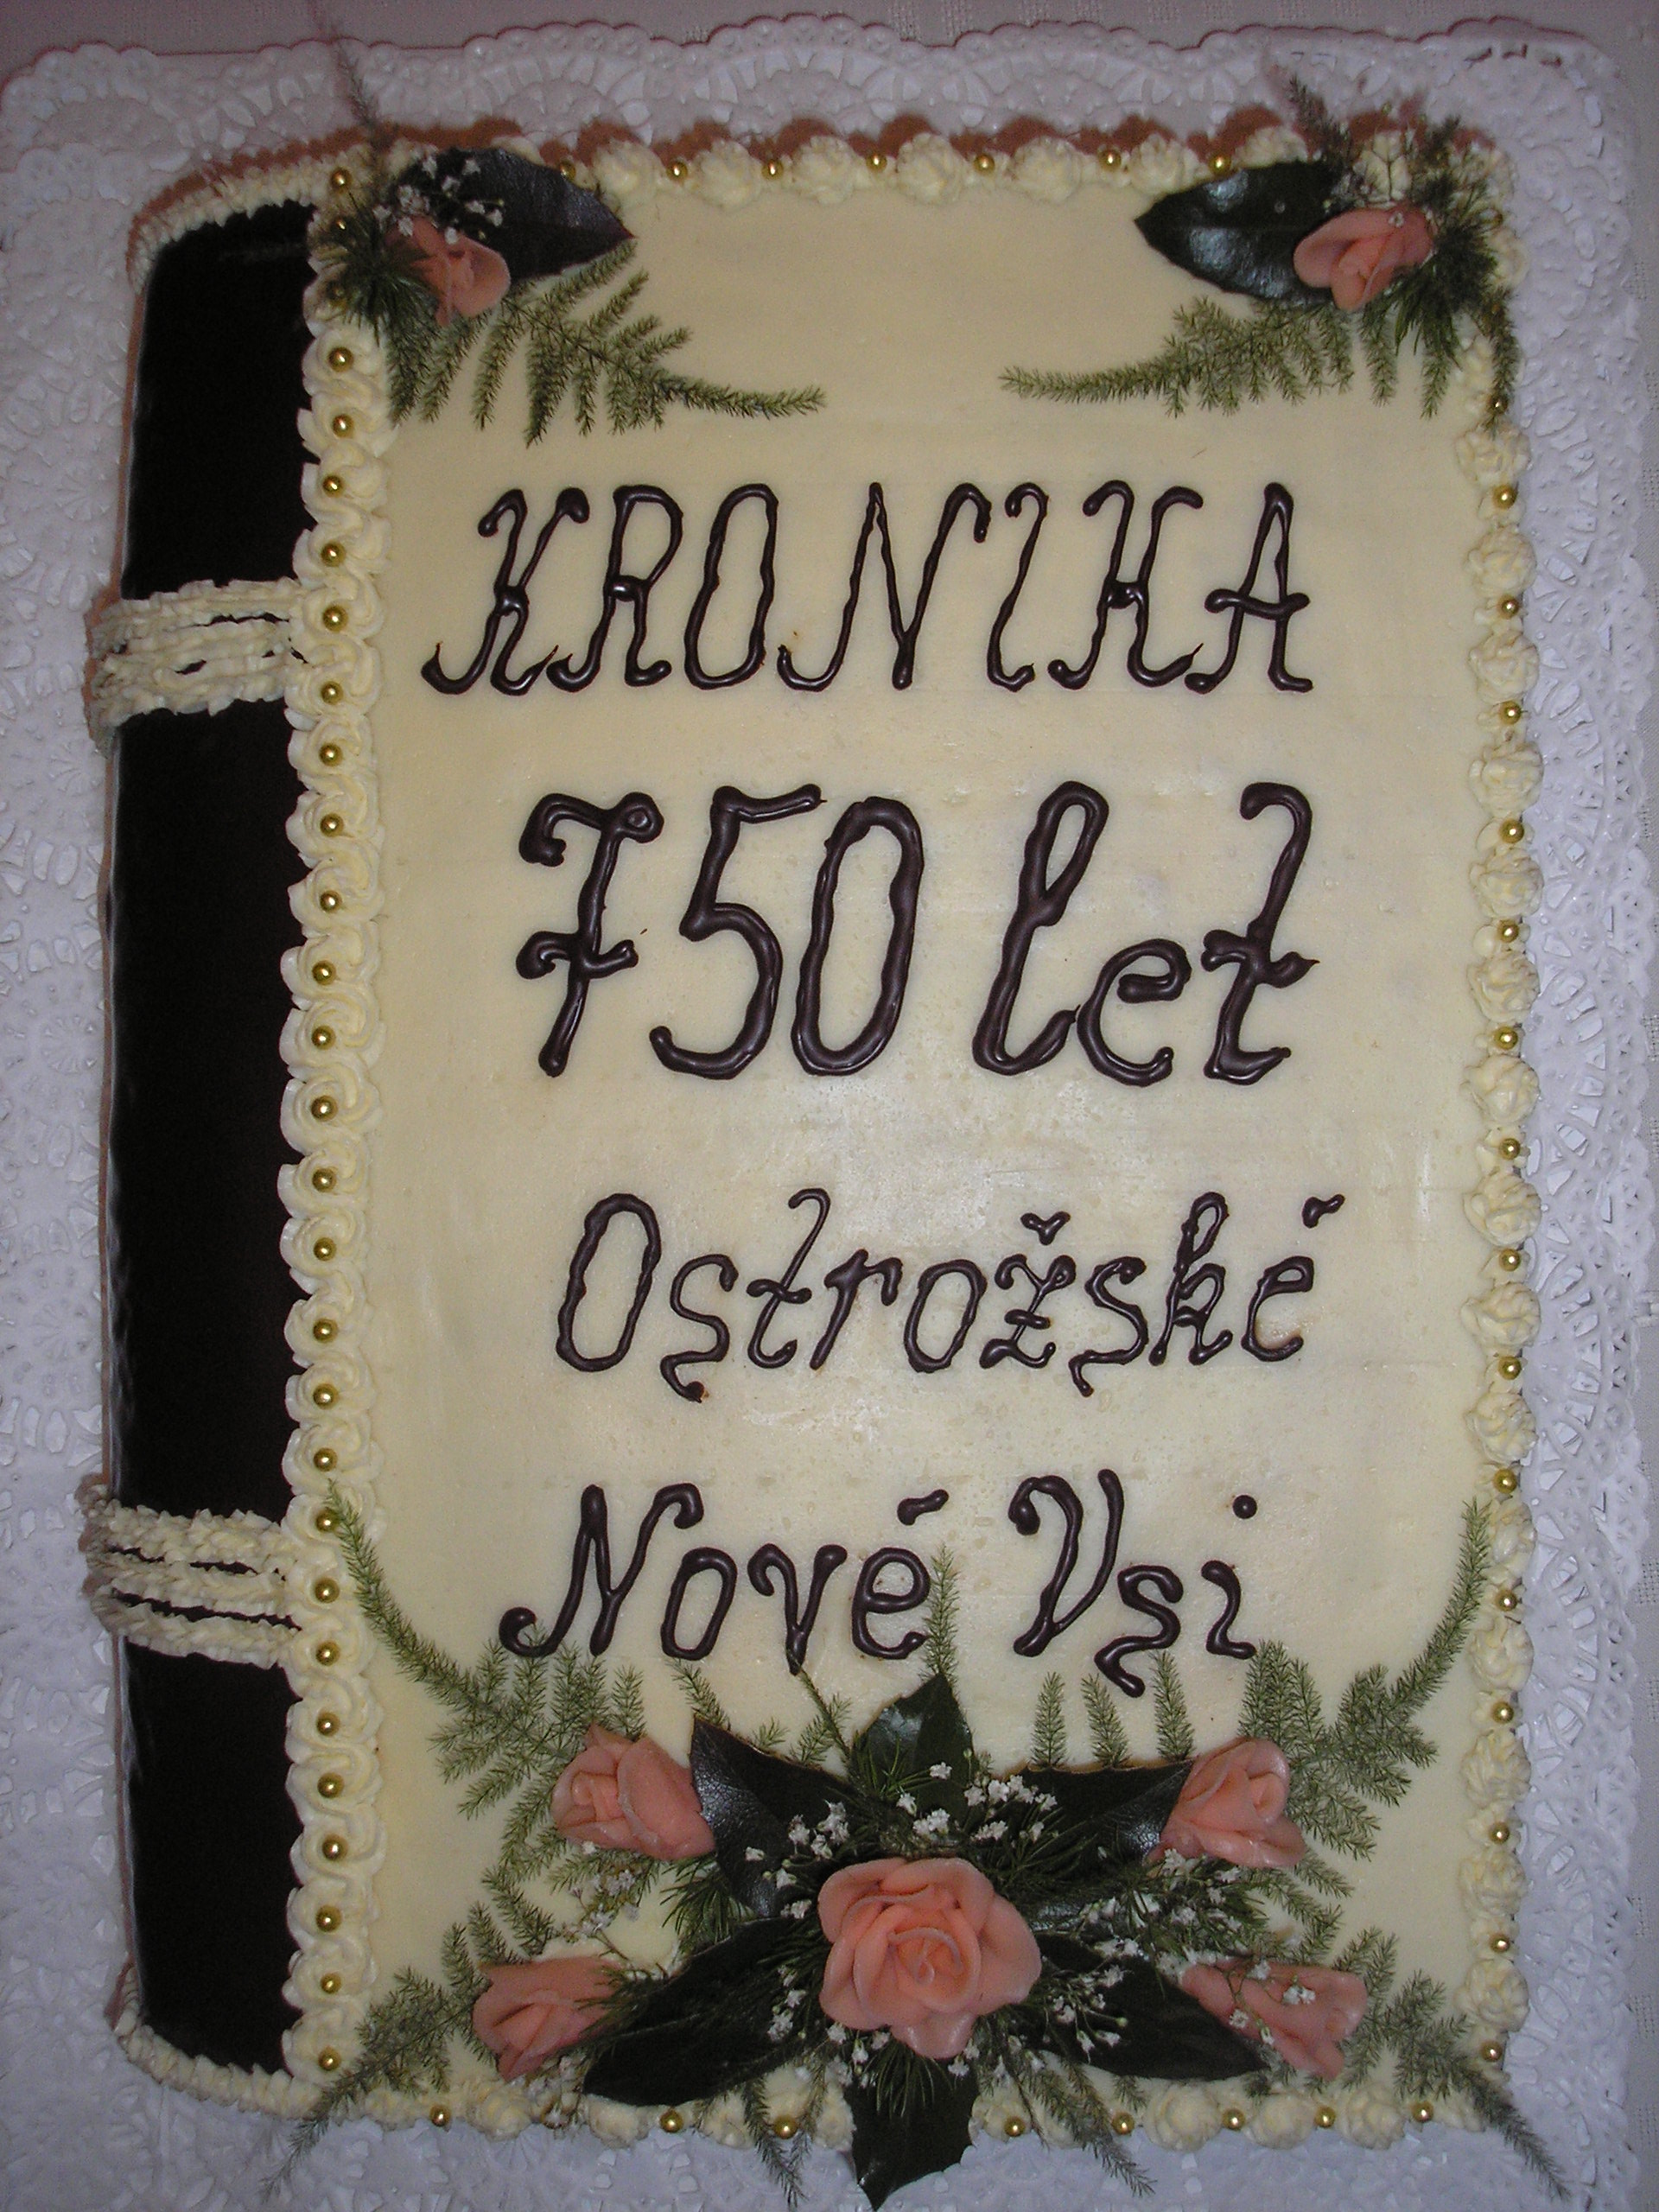 KRONIKA
750 let
Ostrožské
Nové Vsi